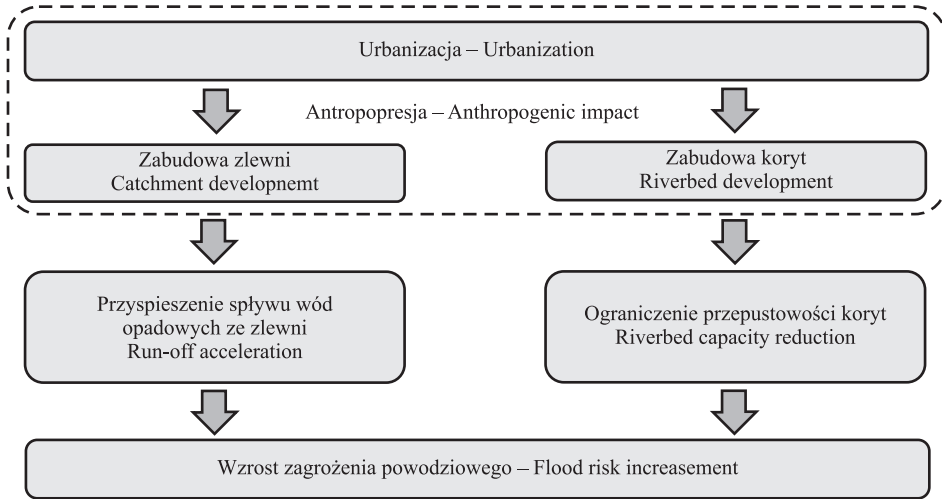 Urbanizacja – Urbanization
Antropopresja – Anthropogenic impact
Zabudowa zlewni
Catchment developnemt
Zabudowa koryt
Riverbed development
Przyspieszenie spływu wód
opadowych ze zlewni
Run-off acceleration
Ograniczenie przepustowości koryt
Riverbed capacity reduction
Wzrost zagrożenia powodziowego – Flood risk increasement